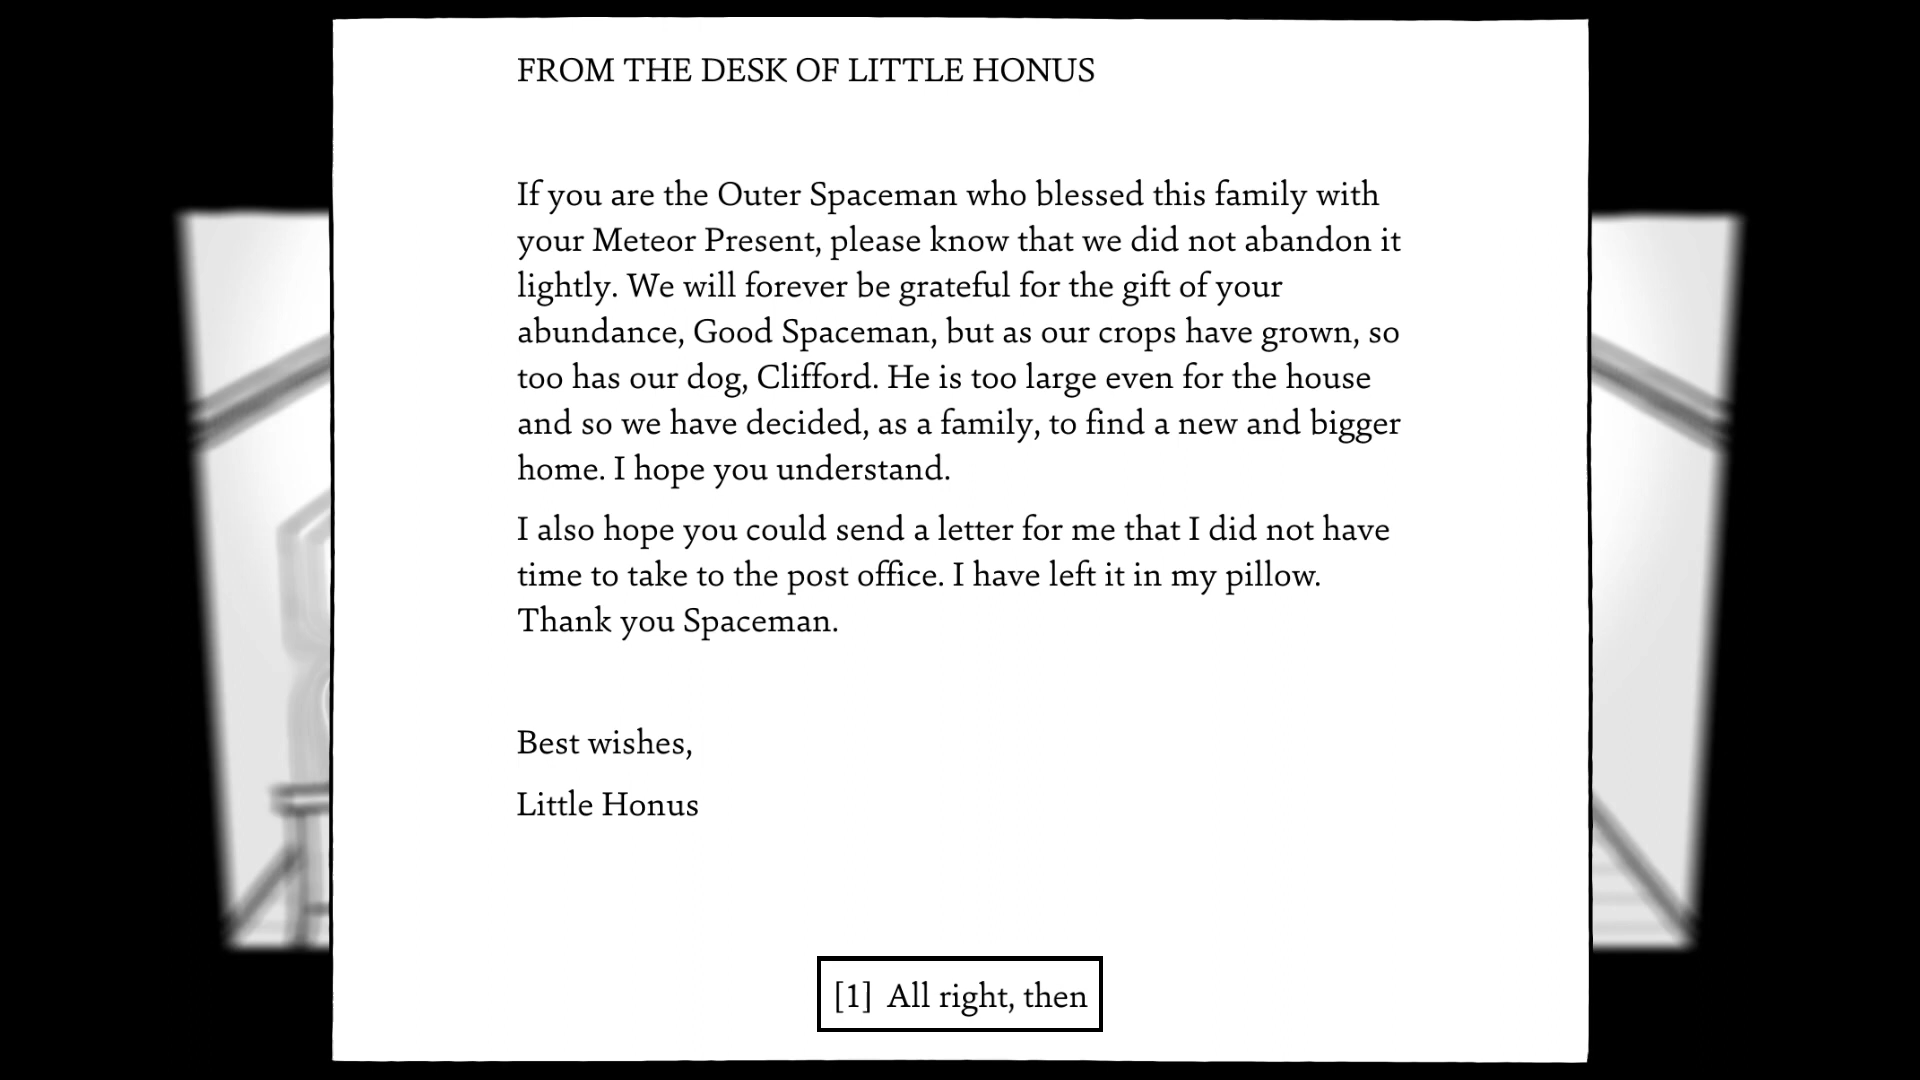 FROM THE DESK OF LITTLE HONUS
If you are the Outer Spaceman who blessed this family with
your Meteor Present, please know that we did not abandon it
lightly. We will forever be grateful for the gift of your
abundance, Good Spaceman, but as our crops have grown, so
too has our dog, Clifford. He is too large even for the house
and so we have decided, as a family, to find a new and bigger
home. I hope you understand.
I also hope you could send a letter for me that I did not have
time to take to the post office. I have left it in my pillow.
Thank you Spaceman.
Best wishes,
Little Honus
[1] All right, then